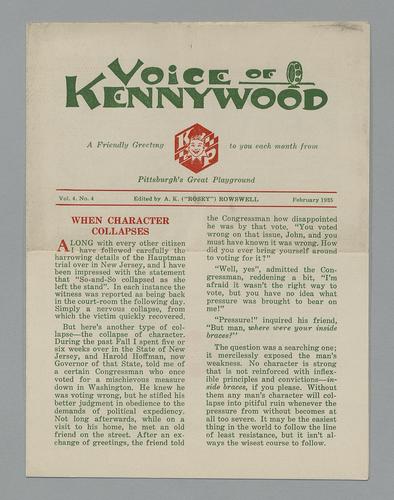 VOICE OF
KENNYWOOD
A Friendly Greeting
K P
to you each month from
Pittsburgh's Great Playground
Vol. 4, No. 4
Edited by A. K. ("ROSEY") ROWSWELL
February 1935
WHEN CHARACTER
COLLAPSES
ALONG with every other citizen
I have followed carefully the
harrowing details of the Hauptman
trial over in New Jersey, and I have
been impressed with the statement
that "So-and-So collapsed as she
left the stand". In each instance the
witness was reported as being back
in the court-room the following day.
Simply a nervous collapse, from
which the victim quickly recovered.
But here's another type of col-
lapse—the collapse of character.
During the past Fall I spent five or
six weeks over in the State of New
Jersey, and Harold Hoffman, now
Governor of that State, told me of
a certain Congressman who once
voted for a mischievous measure
down in Washington. He knew he
was voting wrong, but he stifled his
better judgment in obedience to the
demands of political expediency.
Not long afterwards, while on a
visit to his home, he met an old
friend on the street. After an ex-
change of greetings, the friend told
the Congressman how disappointed
he was by that vote. "You voted
wrong on that issue, John, and you
must have known it was wrong. How
did you ever bring yourself around
to voting for it?"
"Well, yes", admitted the Con-
gressman, reddening a bit, "I'm
afraid it wasn't the right way to
vote, but you have no idea what
pressure was brought to bear on
me!"
"Pressure!" inquired his friend,
"But man, where were your inside
braces?"
The question was a searching one;
it mercilessly exposed the man's
weakness. No character is strong
that is not reinforced with inflex-
ible principles and convictions—in-
side braces, if you please. Without
them any man's character will col-
lapse into pitiful ruin whenever the
pressure from without becomes at
all too severe. It may be the easiest
thing in the world to follow the line
of least resistance, but it isn't al-
ways the wisest course to follow.